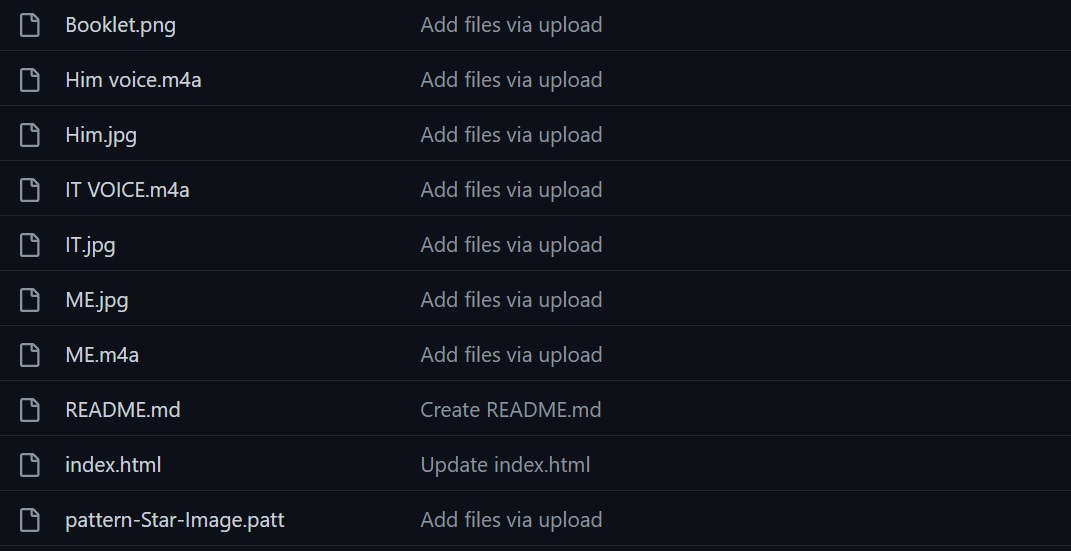 Booklet.png Add files via upload
Him voice.m4a Add files via upload
Him.jpg Add files via upload
IT VOICE.m4a Add files via upload
IT.jpg Add files via upload
ME.jpg Add files via upload
ME.m4a Add files via upload
README.md Create README.md
index.html Update index.html
pattern-Star-Image.patt Add files via upload